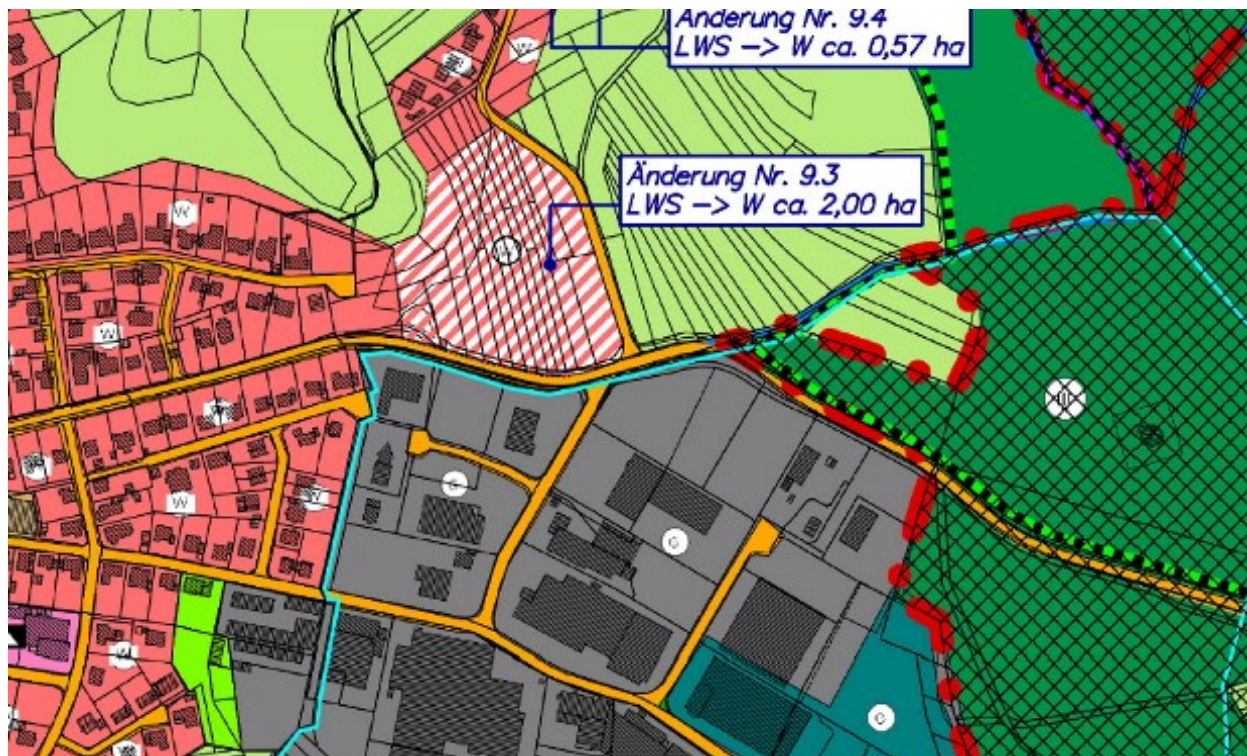 Änderung Nr. 9.4
LWS -> W ca. 0,57 ha
Änderung Nr. 9.3
LWS -> W ca. 2,00 ha
W
W
W
W
G
G
G